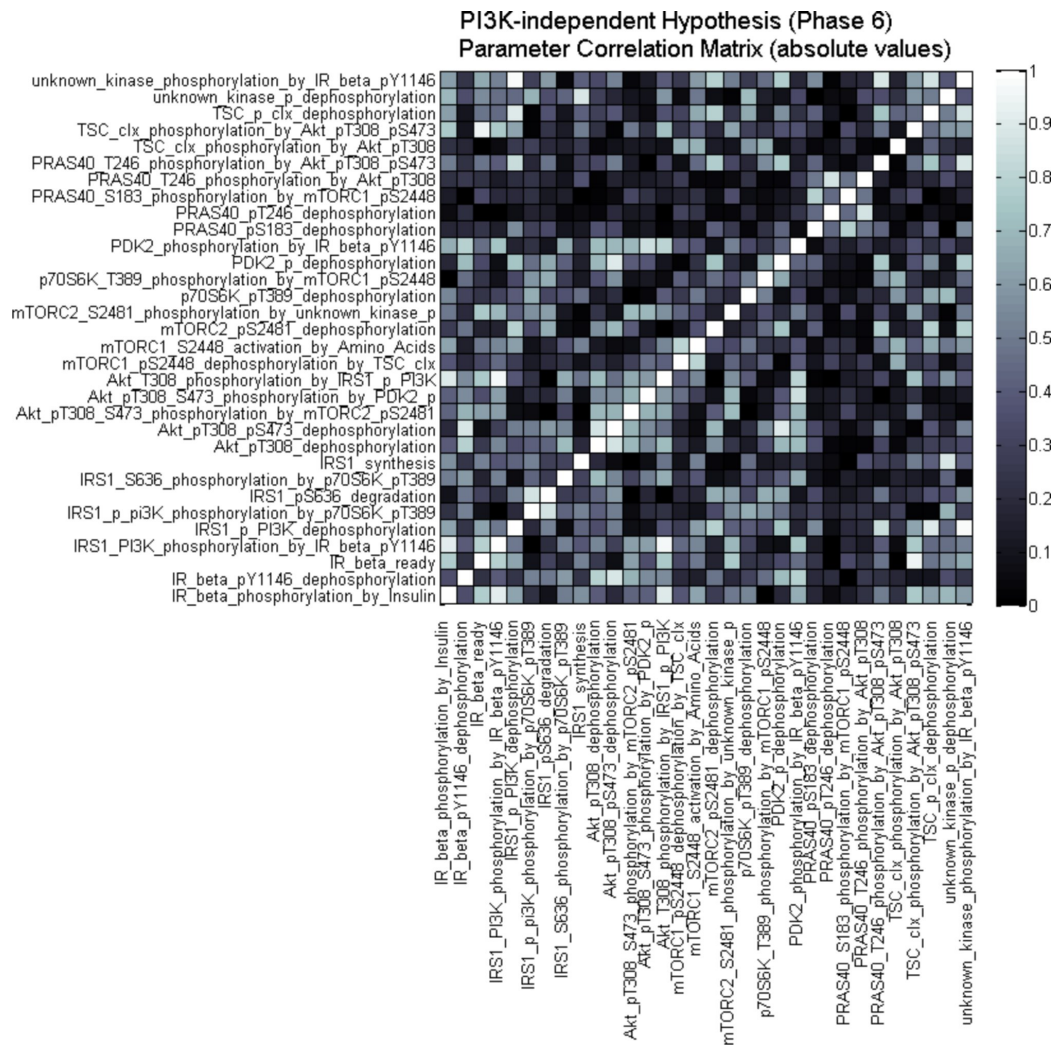 PI3K-independent Hypothesis (Phase 6)
Parameter Correlation Matrix (absolute values)
unknown_kinase_phosphorylation_by_IR_beta_pY1146
unknown_kinase_p_dephosphorylation
TSC_p_clx_dephosphorylation
TSC_clx_phosphorylation_by_Akt_pT308_pS473
TSC_clx_phosphorylation_by_Akt_pT308
PRAS40_T246_phosphorylation_by_Akt_pT308_pS473
PRAS40_T246_phosphorylation_by_Akt_pT308
PRAS40_S183_phosphorylation_by_mTORC1_pS2448
PRAS40_pT246_dephosphorylation
PRAS40_pS183_dephosphorylation
PDK2_phosphorylation_by_IR_beta_pY1146
PDK2_p_dephosphorylation
p70S6K_T389_phosphorylation_by_mTORC1_pS2448
p70S6K_pT389_dephosphorylation
mTORC2_S2481_phosphorylation_by_unknown_kinase_p
mTORC2_pS2481_dephosphorylation
mTORC1_S2448_activation_by_Amino_Acids
mTORC1_pS2448_dephosphorylation_by_TSC_clx
Akt_T308_phosphorylation_by_IRS1_p_PI3K
Akt_pT308_S473_phosphorylation_by_PDK2_p
Akt_pT308_S473_phosphorylation_by_mTORC2_pS2481
Akt_pT308_pS473_dephosphorylation
Akt_pT308_dephosphorylation
IRS1_synthesis
IRS1_S636_phosphorylation_by_p70S6K_pT389
IRS1_pS636_degradation
IRS1_p_pi3K_phosphorylation_by_p70S6K_pT389
IRS1_p_PI3K_dephosphorylation
IRS1_PI3K_phosphorylation_by_IR_beta_pY1146
IR_beta_ready
IR_beta_pY1146_dephosphorylation
IR_beta_phosphorylation_by_Insulin
1
0.9
0.8
0.7
0.6
0.5
0.4
0.3
0.2
0.1
0
IR_beta_phosphorylation_by_Insulin
IR_beta_pY1146_dephosphorylation
IR_beta_ready
IRS1_PI3K_phosphorylation_by_IR_beta_pY1146
IRS1_p_PI3K_dephosphorylation
IRS1_p_pi3K_phosphorylation_by_p70S6K_pT389
IRS1_pS636_degradation
IRS1_S636_phosphorylation_by_p70S6K_pT389
IRS1_synthesis
Akt_pT308_dephosphorylation
Akt_pT308_pS473_dephosphorylation
Akt_pT308_S473_phosphorylation_by_mTORC2_pS2481
Akt_pT308_S473_phosphorylation_by_PDK2_p
Akt_T308_phosphorylation_by_IRS1_p_PI3K
mTORC1_pS2448_dephosphorylation_by_TSC_clx
mTORC1_S2448_activation_by_Amino_Acids
mTORC2_pS2481_dephosphorylation
mTORC2_S2481_phosphorylation_by_unknown_kinase_p
p70S6K_pT389_dephosphorylation
p70S6K_T389_phosphorylation_by_mTORC1_pS2448
PDK2_p_dephosphorylation
PDK2_phosphorylation_by_IR_beta_pY1146
PRAS40_pS183_dephosphorylation
PRAS40_pT246_dephosphorylation
PRAS40_S183_phosphorylation_by_mTORC1_pS2448
PRAS40_T246_phosphorylation_by_Akt_pT308
PRAS40_T246_phosphorylation_by_Akt_pT308_pS473
TSC_clx_phosphorylation_by_Akt_pT308
TSC_clx_phosphorylation_by_Akt_pT308_pS473
TSC_p_clx_dephosphorylation
unknown_kinase_p_dephosphorylation
unknown_kinase_phosphorylation_by_IR_beta_pY1146